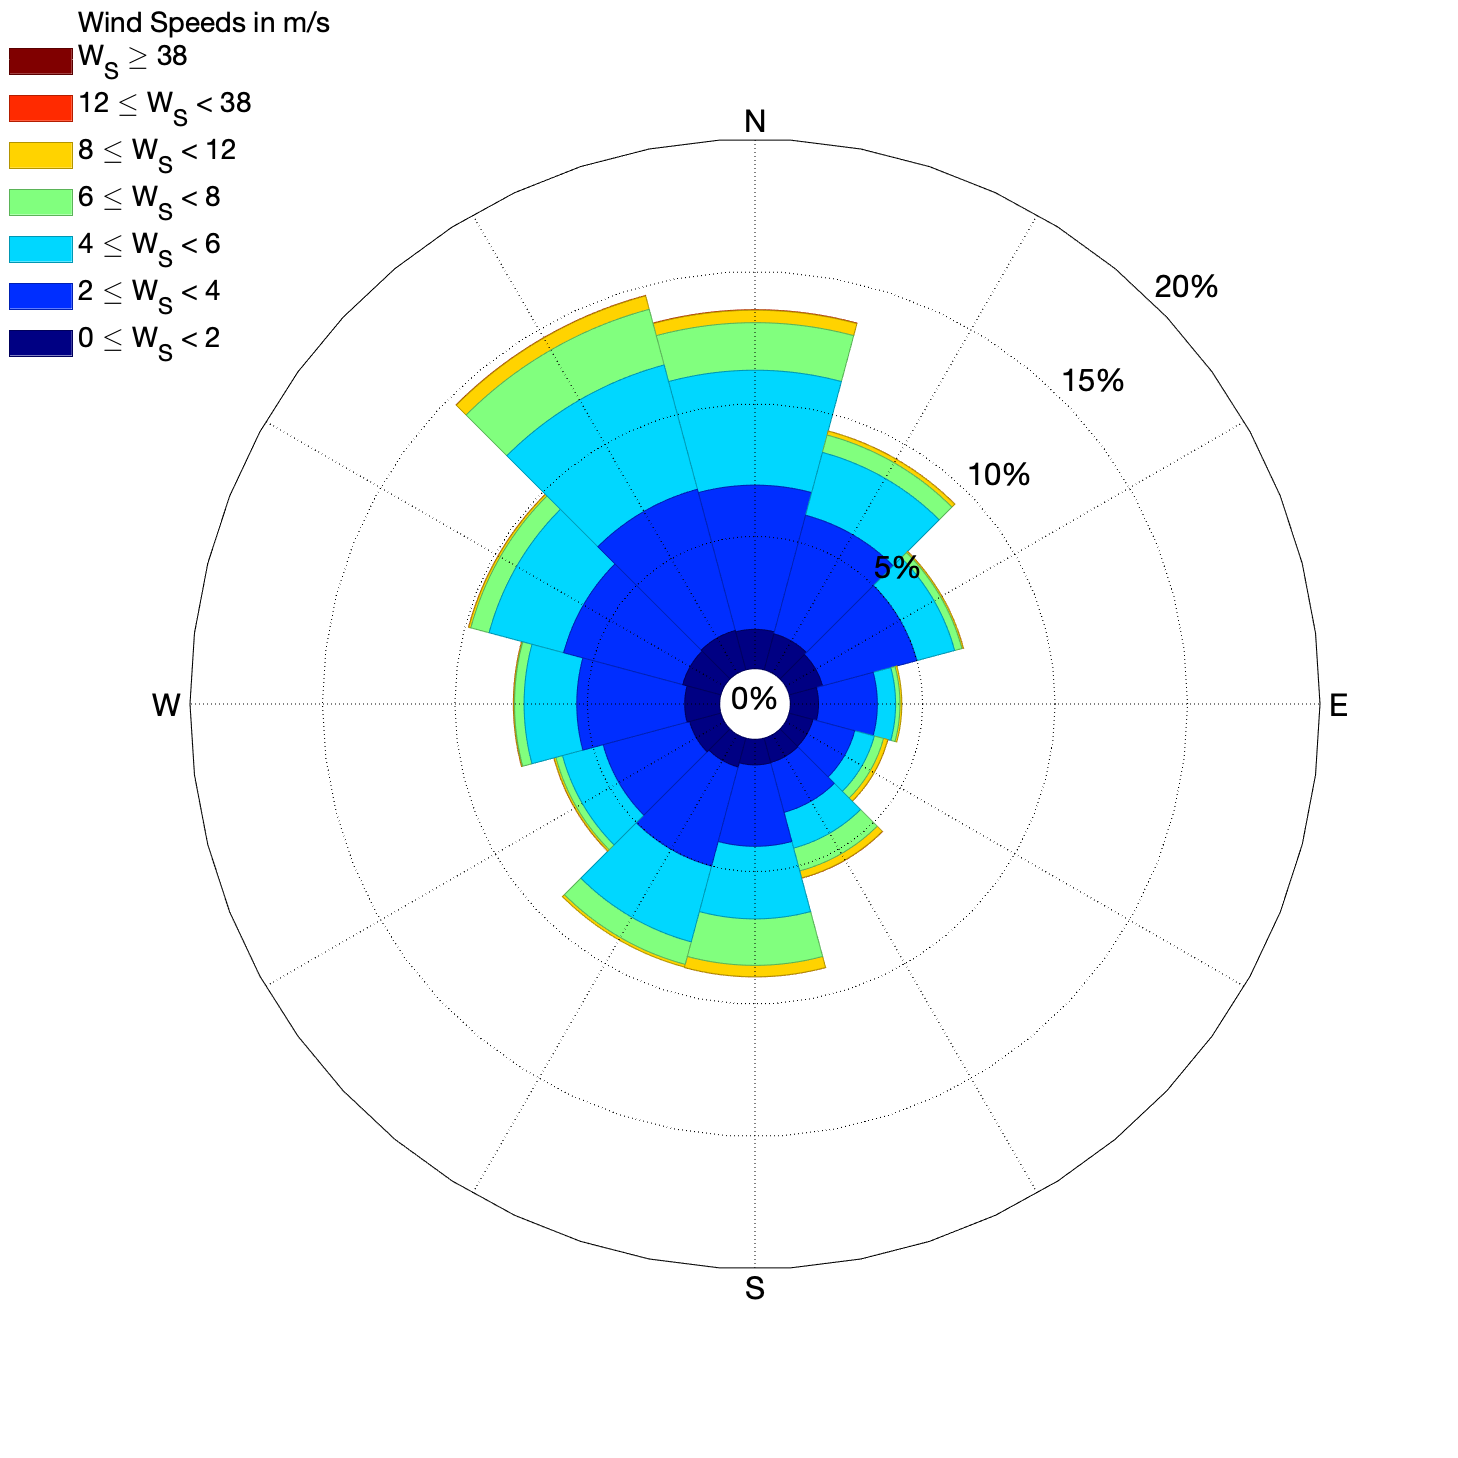 Wind Speeds in m/s
W_S ≥ 38
12 ≤ W_S < 38
8 ≤ W_S < 12
6 ≤ W_S < 8
4 ≤ W_S < 6
2 ≤ W_S < 4
0 ≤ W_S < 2
N
20%
15%
10%
5%
0%
W
E
S